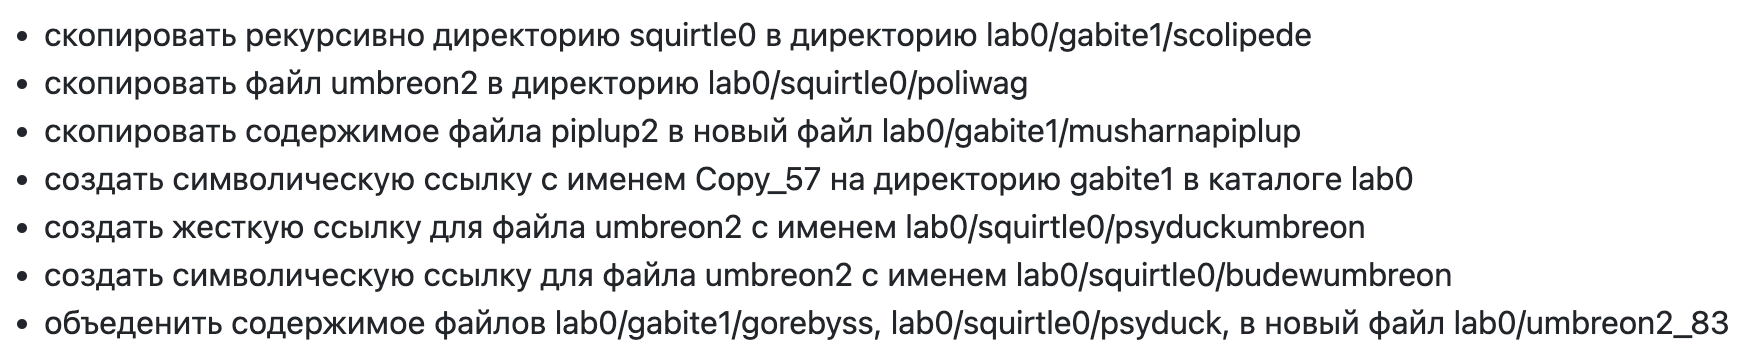 • скопировать рекурсивно директорию squirtle0 в директорию lab0/gabite1/scolipede
• скопировать файл umbreon2 в директорию lab0/squirtle0/poliwag
• скопировать содержимое файла piplup2 в новый файл lab0/gabite1/musharnapiplup
• создать символическую ссылку c именем Copy_57 на директорию gabite1 в каталоге lab0
• создать жесткую ссылку для файла umbreon2 с именем lab0/squirtle0/psyduckumbreon
• создать символическую ссылку для файла umbreon2 с именем lab0/squirtle0/budewumbreon
• объеденить содержимое файлов lab0/gabite1/gorebyss, lab0/squirtle0/psyduck, в новый файл lab0/umbreon2_83